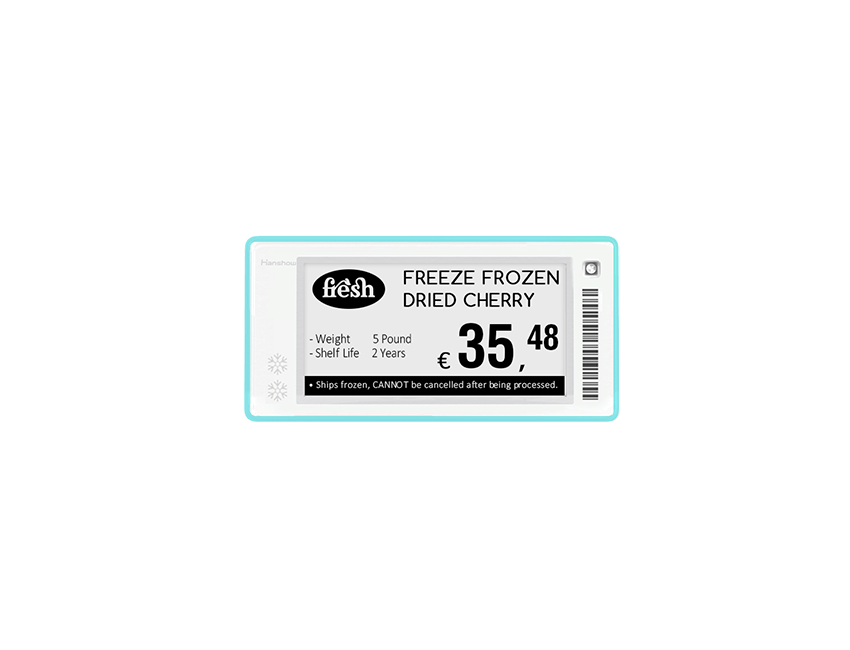 Hanshow
fresh
FREEZE FROZEN
DRIED CHERRY
- Weight 5 Pound
- Shelf Life 2 Years
€ 35,48
• Ships frozen, CANNOT be cancelled after being processed.